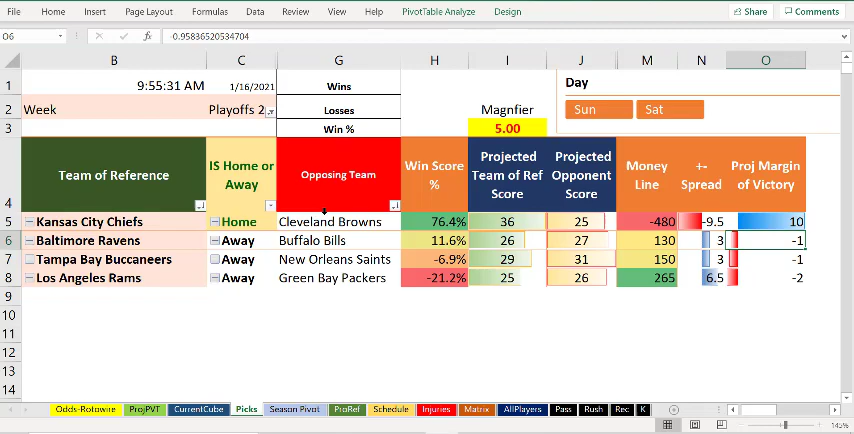 File Home Insert Page Layout Formulas Data Review View Help PivotTable Analyze Design Share Comments
O6 fx -0.95836520534704
B C G H I J M N O
1 9:55:31 AM 1/16/2021 Wins Day
2 Week Playoffs 2 Losses Magnfier Sun Sat
3 Win % 5.00
4 Team of Reference IS Home or Away Opposing Team Win Score % Projected Team of Ref Score Projected Opponent Score Money Line +- Spread Proj Margin of Victory
5 Kansas City Chiefs Home Cleveland Browns 76.4% 36 25 -480 -9.5 10
6 Baltimore Ravens Away Buffalo Bills 11.6% 26 27 130 3 -1
7 Tampa Bay Buccaneers Away New Orleans Saints -6.9% 29 31 150 3 -1
8 Los Angeles Rams Away Green Bay Packers -21.2% 25 26 265 6.5 -2
9
10
11
12
13
14
Odds-Rotowire ProjPVT CurrentCube Picks Season Pivot ProRef Schedule Injuries Matrix AllPlayers Pass Rush Rec K
145%